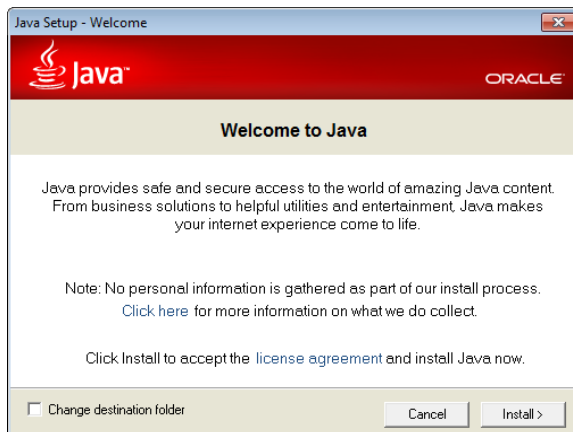 Java Setup - Welcome
Java™
ORACLE®
Welcome to Java
Java provides safe and secure access to the world of amazing Java content.
From business solutions to helpful utilities and entertainment, Java makes
your internet experience come to life.
Note: No personal information is gathered as part of our install process.
Click here for more information on what we do collect.
Click Install to accept the license agreement and install Java now.
Change destination folder
Cancel
Install >